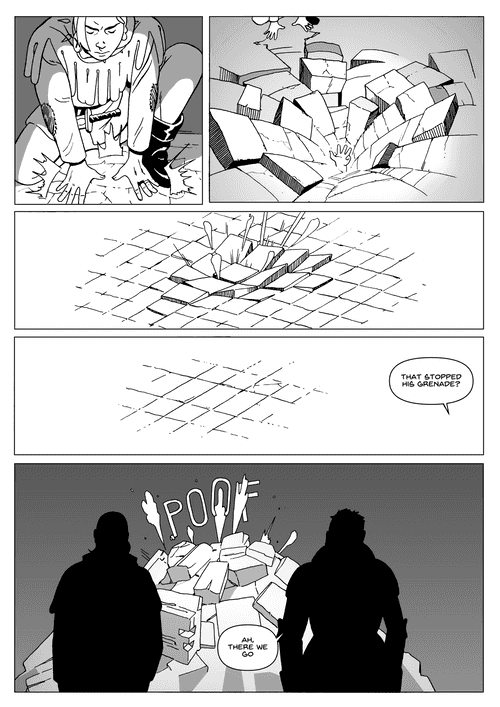 THAT STOPPED
HIS GRENADE?
POOF
AH,
THERE WE
GO